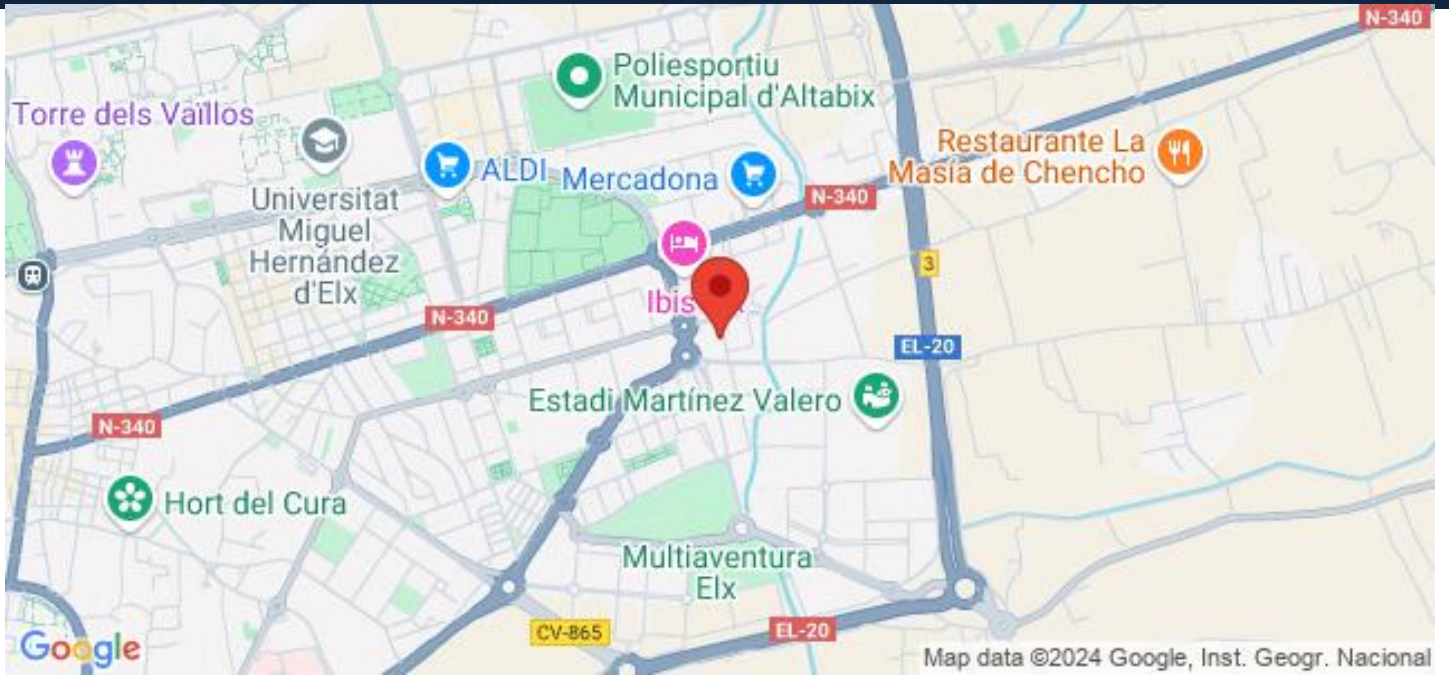 N-340
Poliesportiu
Municipal d'Altabix
Torre dels Vaïllos
Restaurante La
Masía de Chencho
ALDI
Mercadona
Universitat
Miguel
Hernández
d'Elx
N-340
3
Ibis
N-340
EL-20
Estadi Martínez Valero
N-340
Hort del Cura
Multiaventura
Elx
CV-865
EL-20
Google
Map data ©2024 Google, Inst. Geogr. Nacional